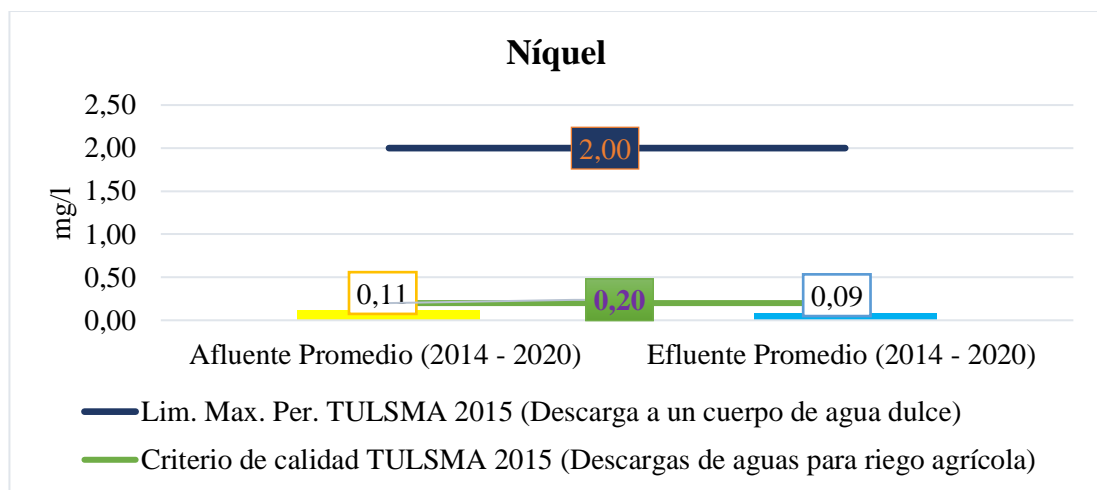 Níquel
2,50
2,00
1,50
1,00
0,50
0,00
mg/l
2,00
0,11
0,20
0,09
Afluente Promedio (2014 - 2020)
Efluente Promedio (2014 - 2020)
Lim. Max. Per. TULSMA 2015 (Descarga a un cuerpo de agua dulce)
Criterio de calidad TULSMA 2015 (Descargas de aguas para riego agrícola)